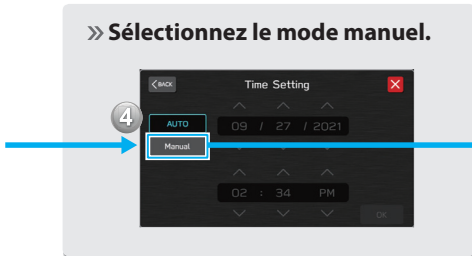 » Sélectionnez le mode manuel.
< BACK
Time Setting
X
4
AUTO
09 / 27 / 2021
Manual
02 : 34 PM
OK